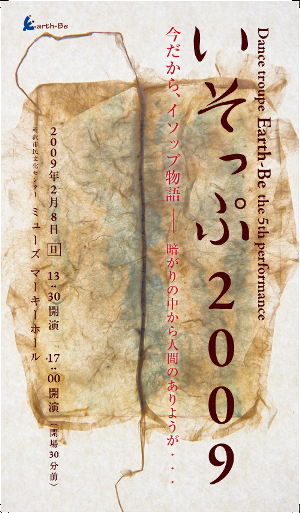 earth-Be
Dance troupe Earth-Be the 5th performance
いそっぷ2009
今だから、イソップ物語――暗がりの中から人間のありようが・・・・
2009年2月8日(日) 13:30開演 17:00開演(開場30分前)
所沢市民文化センター ミューズ マーキーホール